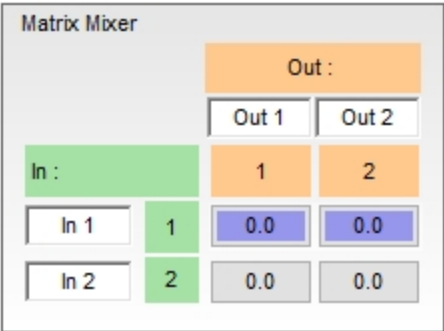 Matrix Mixer
Out :
Out 1 Out 2
In : 1 2
In 1 1 0.0 0.0
In 2 2 0.0 0.0